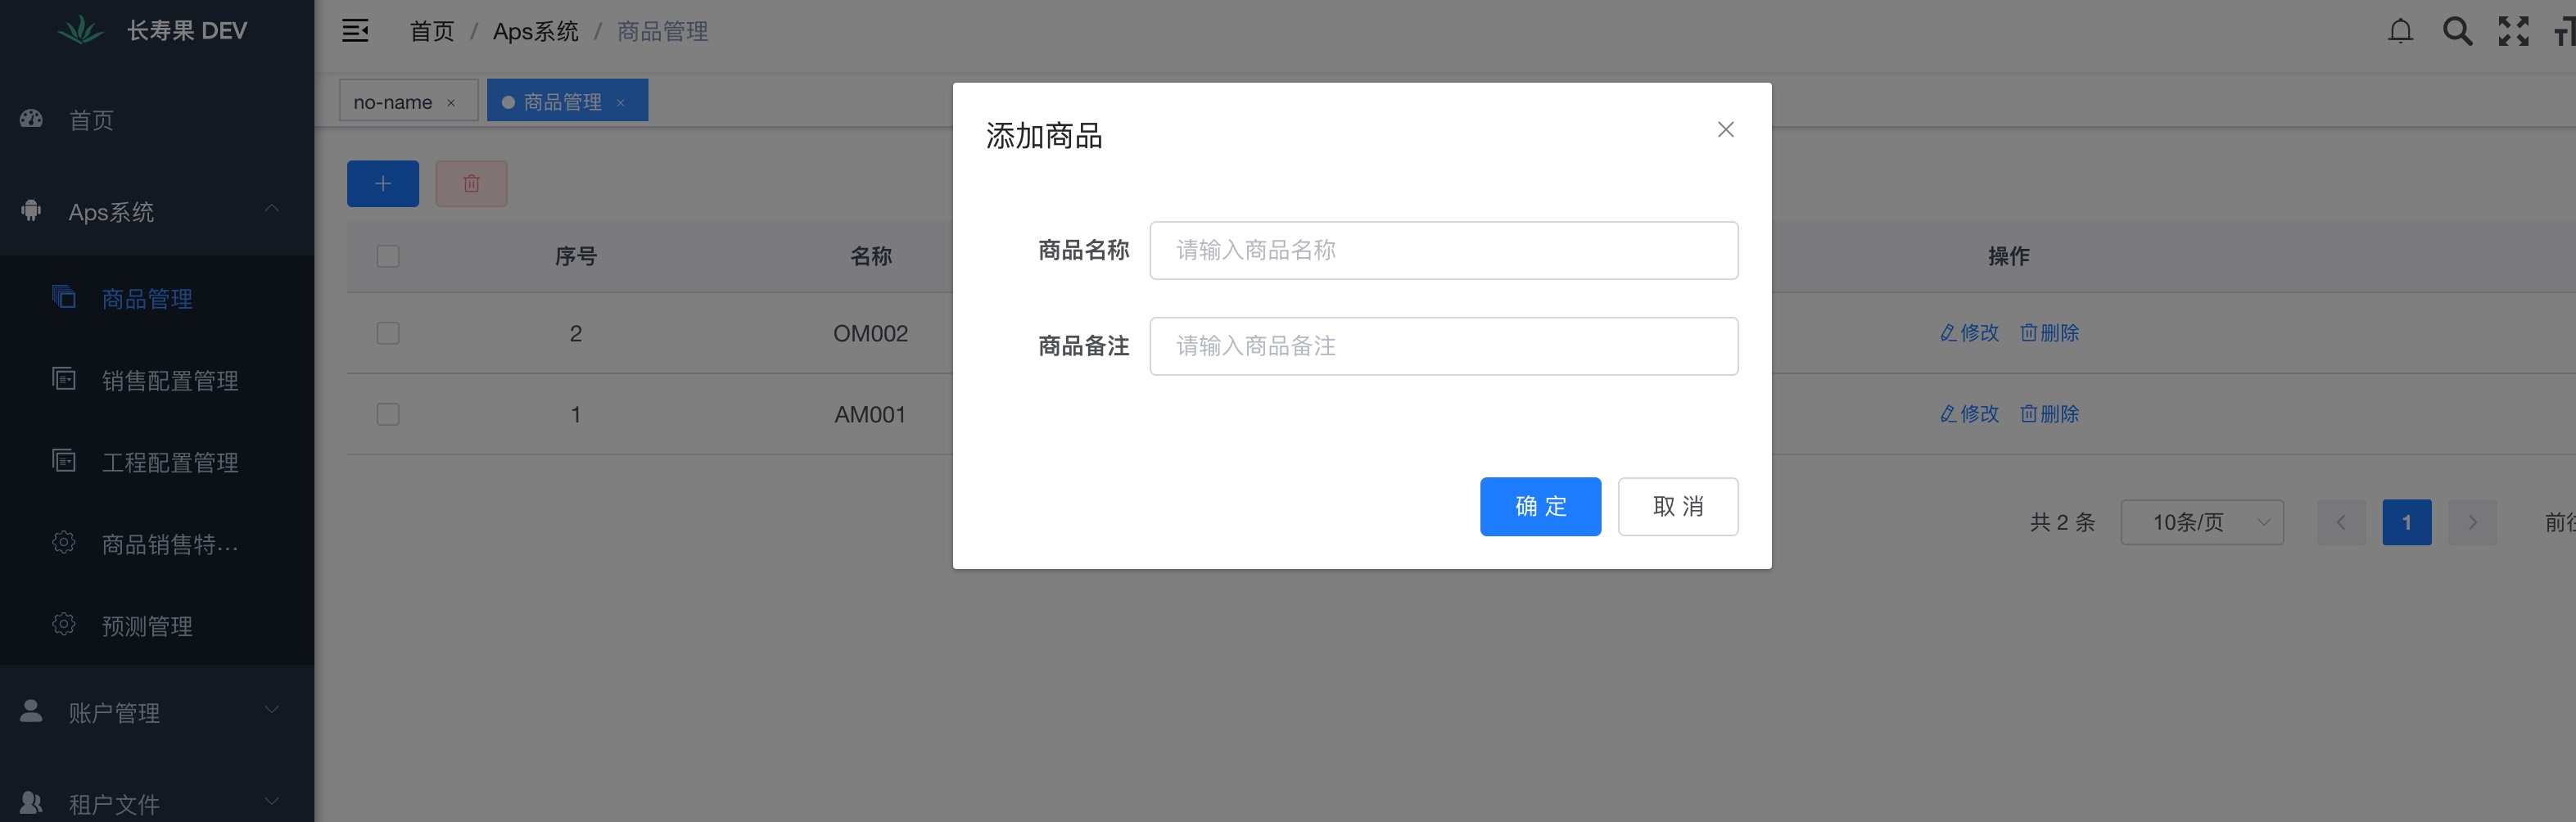 长寿果 DEV
首页 / Aps系统 / 商品管理
no-name ×
商品管理 ×
首页
Aps系统
商品管理
销售配置管理
工程配置管理
商品销售特...
预测管理
账户管理
租户文件
序号 名称 操作
2 OM002 修改 删除
1 AM001 修改 删除
共 2 条 10条/页 1
添加商品
商品名称 请输入商品名称
商品备注 请输入商品备注
确 定 取 消